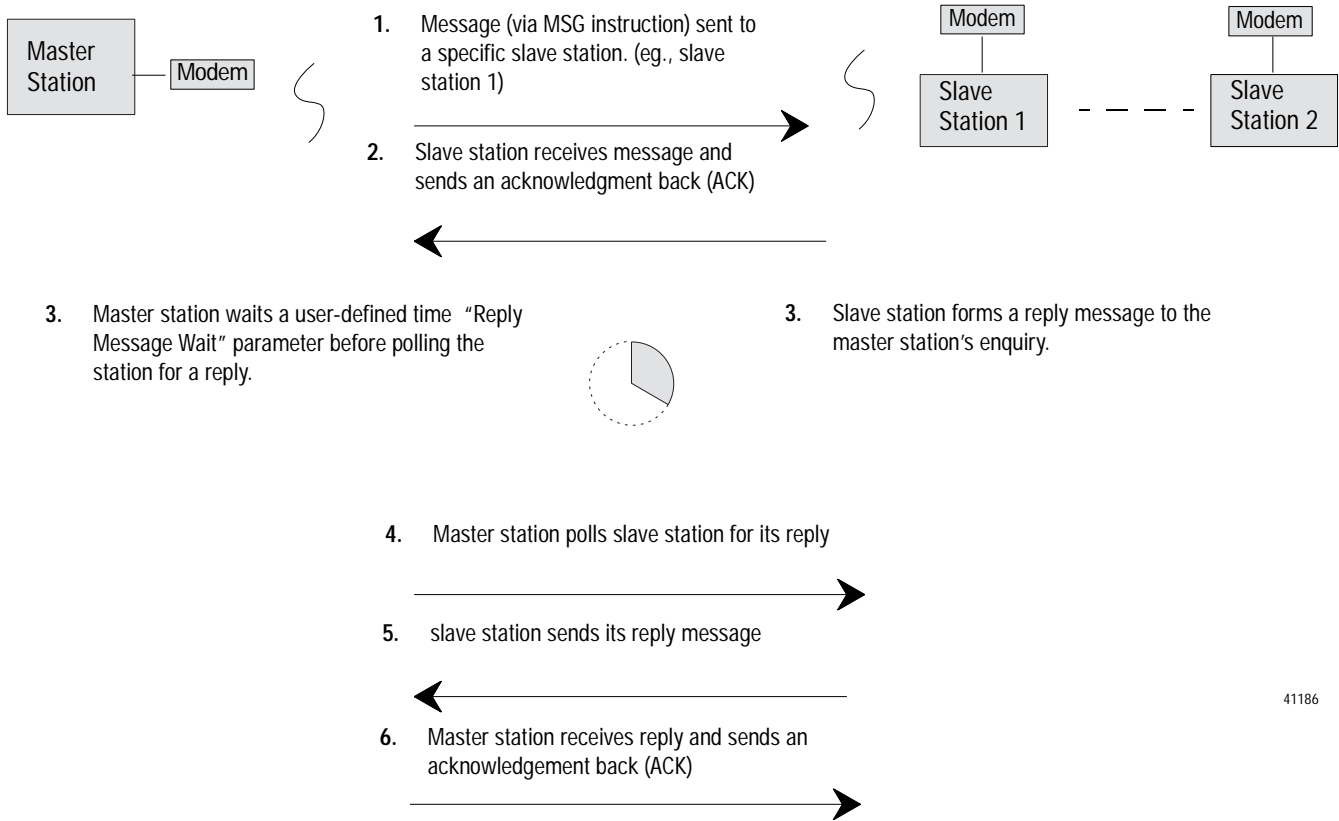 Master
Station
Modem
1. Message (via MSG instruction) sent to
a specific slave station. (eg., slave
station 1)
Modem
Slave
Station 1
Modem
Slave
Station 2
2. Slave station receives message and
sends an acknowledgment back (ACK)
3. Master station waits a user-defined time “Reply
Message Wait” parameter before polling the
station for a reply.
3. Slave station forms a reply message to the
master station’s enquiry.
4. Master station polls slave station for its reply
5. slave station sends its reply message
41186
6. Master station receives reply and sends an
acknowledgement back (ACK)